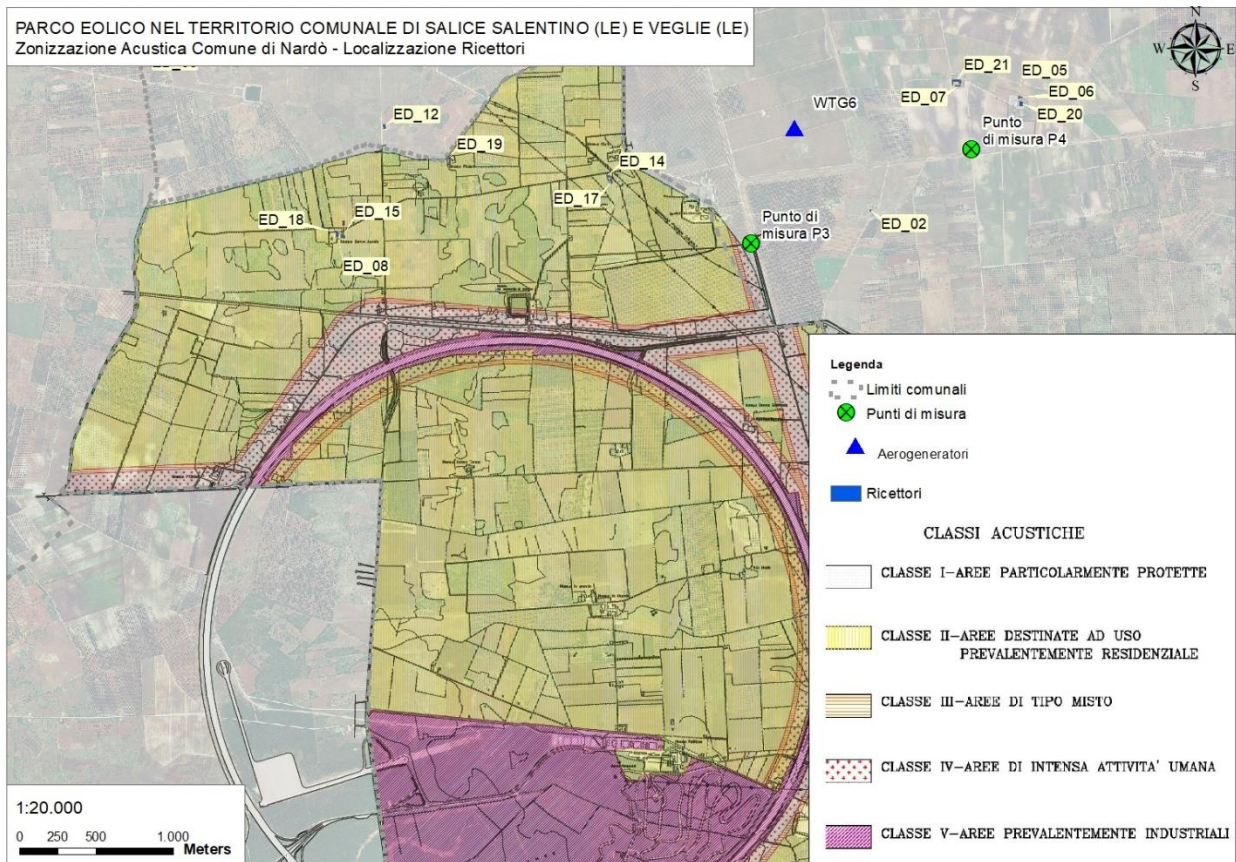 PARCO EOLICO NEL TERRITORIO COMUNALE DI SALICE SALENTINO (LE) E VEGLIE (LE)
Zonizzazione Acustica Comune di Nardò - Localizzazione Ricettori
N
W
E
S
ED_21
ED_05
ED_07
ED_06
ED_20
WTG6
Punto
di misura P4
ED_12
ED_19
ED_14
ED_17
ED_18
ED_15
ED_08
Punto di
misura P3
ED_02
Legenda
Limiti comunali
Punti di misura
Aerogeneratori
Ricettori
CLASSI ACUSTICHE
CLASSE I-AREE PARTICOLARMENTE PROTETTE
CLASSE II-AREE DESTINATE AD USO
PREVALENTEMENTE RESIDENZIALE
CLASSE III-AREE DI TIPO MISTO
CLASSE IV-AREE DI INTENSA ATTIVITA' UMANA
CLASSE V-AREE PREVALENTEMENTE INDUSTRIALI
1:20.000
0 250 500 1.000
Meters